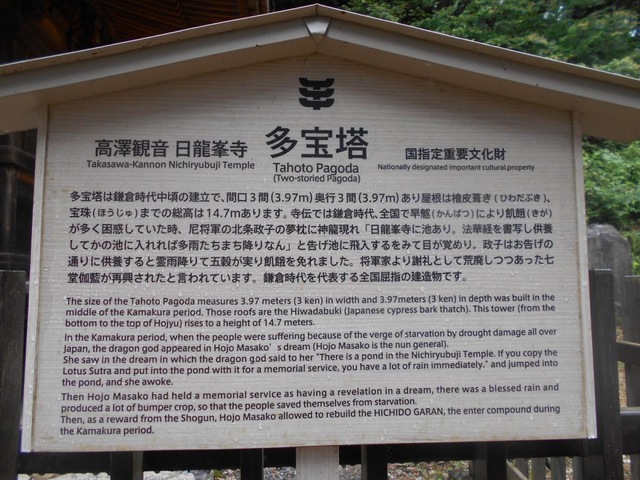 高澤観音 日龍峯寺
Takasawa-Kannon Nichiryubuji Temple
多宝塔
Tahoto Pagoda
(Two-storied Pagoda)
国指定重要文化財
Nationally designated important cultural property
多宝塔は鎌倉時代中頃の建立で、間口3間(3.97m)奥行3間(3.97m)あり屋根は檜皮葺き(ひわだぶき)、
宝珠(ほうじゅ)までの総高は14.7mあります。寺伝では鎌倉時代、全国で旱魃(かんばつ)により飢餓(きが)
が多く困惑していた時、尼将軍の北条政子の夢枕に神龍現れ「日龍峯寺に池あり。法華経を書写し供養
してかの池に入れれば多雨たちまち降りなん」と告げ池に飛入するをみて目が覚めり。政子はお告げの
通りに供養すると霊雨降りて五穀が実り飢餓を免れました。将軍家より謝礼として荒廃しつつあった七
堂伽藍が再興されたと言われています。鎌倉時代を代表する全国屈指の建造物です。
The size of the Tahoto Pagoda measures 3.97 meters (3 ken) in width and 3.97meters (3 ken) in depth was built in the
middle of the Kamakura period. Those roofs are the Hiwadabuki (Japanese cypress bark thatch). This tower (from the
bottom to the top of Hojyu) rises to a height of 14.7 meters.
In the Kamakura period, when the people were suffering because of the verge of starvation by drought damage all over
Japan, the dragon god appeared in Hojo Masako's dream (Hojo Masako is the nun general).
She saw in the dream in which the dragon god said to her "There is a pond in the Nichiryubuji Temple. If you copy the
Lotus Sutra and put into the pond with it for a memorial service, you have a lot of rain immediately." and jumped into
the pond, and she awoke.
Then Hojo Masako had held a memorial service as having a revelation in a dream, there was a blessed rain and
produced a lot of bumper crop, so that the people saved themselves from starvation.
Then, as a reward from the Shogun, Hojo Masako allowed to rebuild the HICHIDO GARAN, the enter compound during
the Kamakura period.